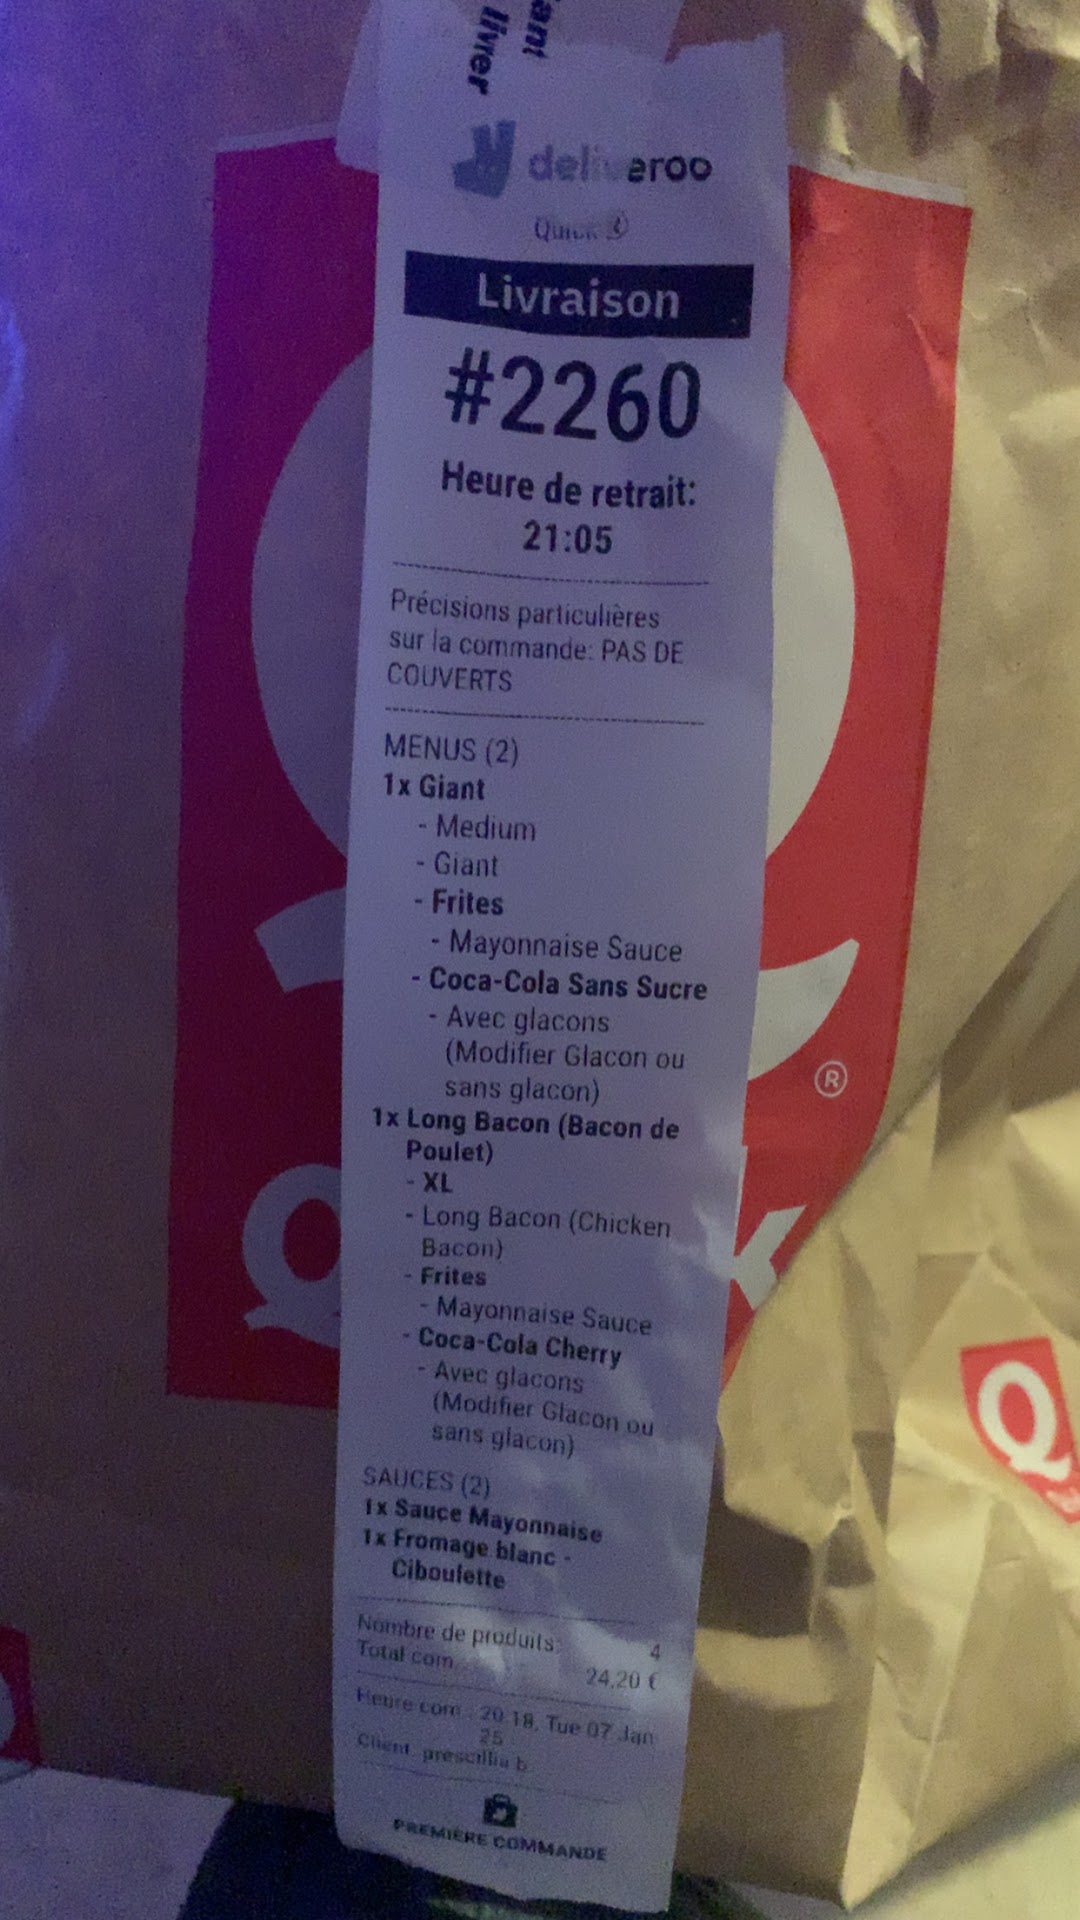 ant
livrer
deliveroo
Livraison
#2260
Heure de retrait:
21:05
Précisions particulières
sur la commande: PAS DE
COUVERTS
MENUS (2)
1x Giant
- Medium
- Giant
- Frites
- Mayonnaise Sauce
- Coca-Cola Sans Sucre
- Avec glacons
(Modifier Glacon ou
sans glacon)
1x Long Bacon (Bacon de
Poulet)
- XL
- Long Bacon (Chicken
Bacon)
- Frites
- Mayonnaise Sauce
- Coca-Cola Cherry
- Avec glacons
(Modifier Glacon ou
sans glacon)
SAUCES (2)
1x Sauce Mayonnaise
1x Fromage blanc -
Ciboulette
Nombre de produits: 4
Total com. 24,20 €
Heure com.: 20:18, Tue 07 Jan
25
Client: prescillia b.
PREMIÈRE COMMANDE
Q k
®
Q